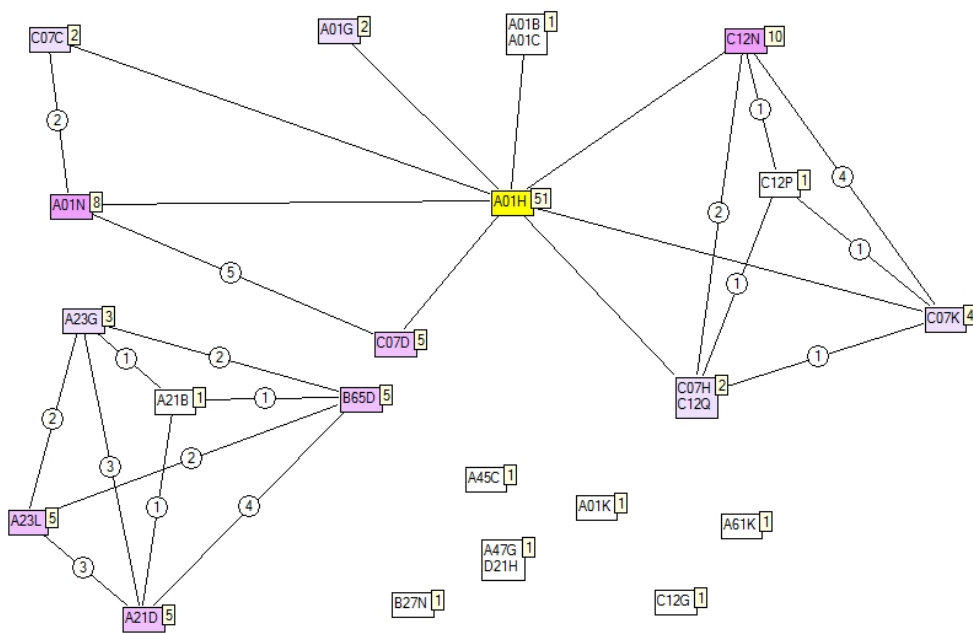 C07C 2
A01G 2
A01B 1
A01C
C12N 10
2
1
C12P 1
4
A01N 8
A01H 51
2
1
5
1
A23G 3
C07D 5
C07K 4
1
2
1
C07H 2
C12Q
A21B 1
1
B65D 5
2
2
3
A45C 1
1
4
A01K 1
A23L 5
A61K 1
A47G 1
D21H
3
B27N 1
C12G 1
A21D 5